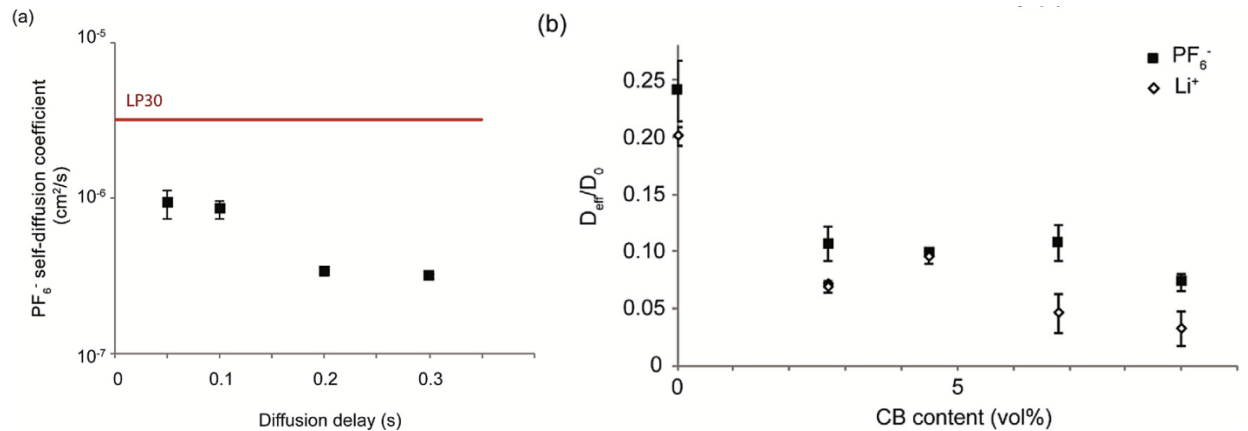 (a)
10-5
LP30
10-6
10-7
PF6- self-diffusion coefficient
(cm2/s)
0
0.1
0.2
0.3
Diffusion delay (s)
(b)
PF6-
Li+
0.25
0.20
0.15
0.10
0.05
0
Deff/D0
0
5
CB content (vol%)